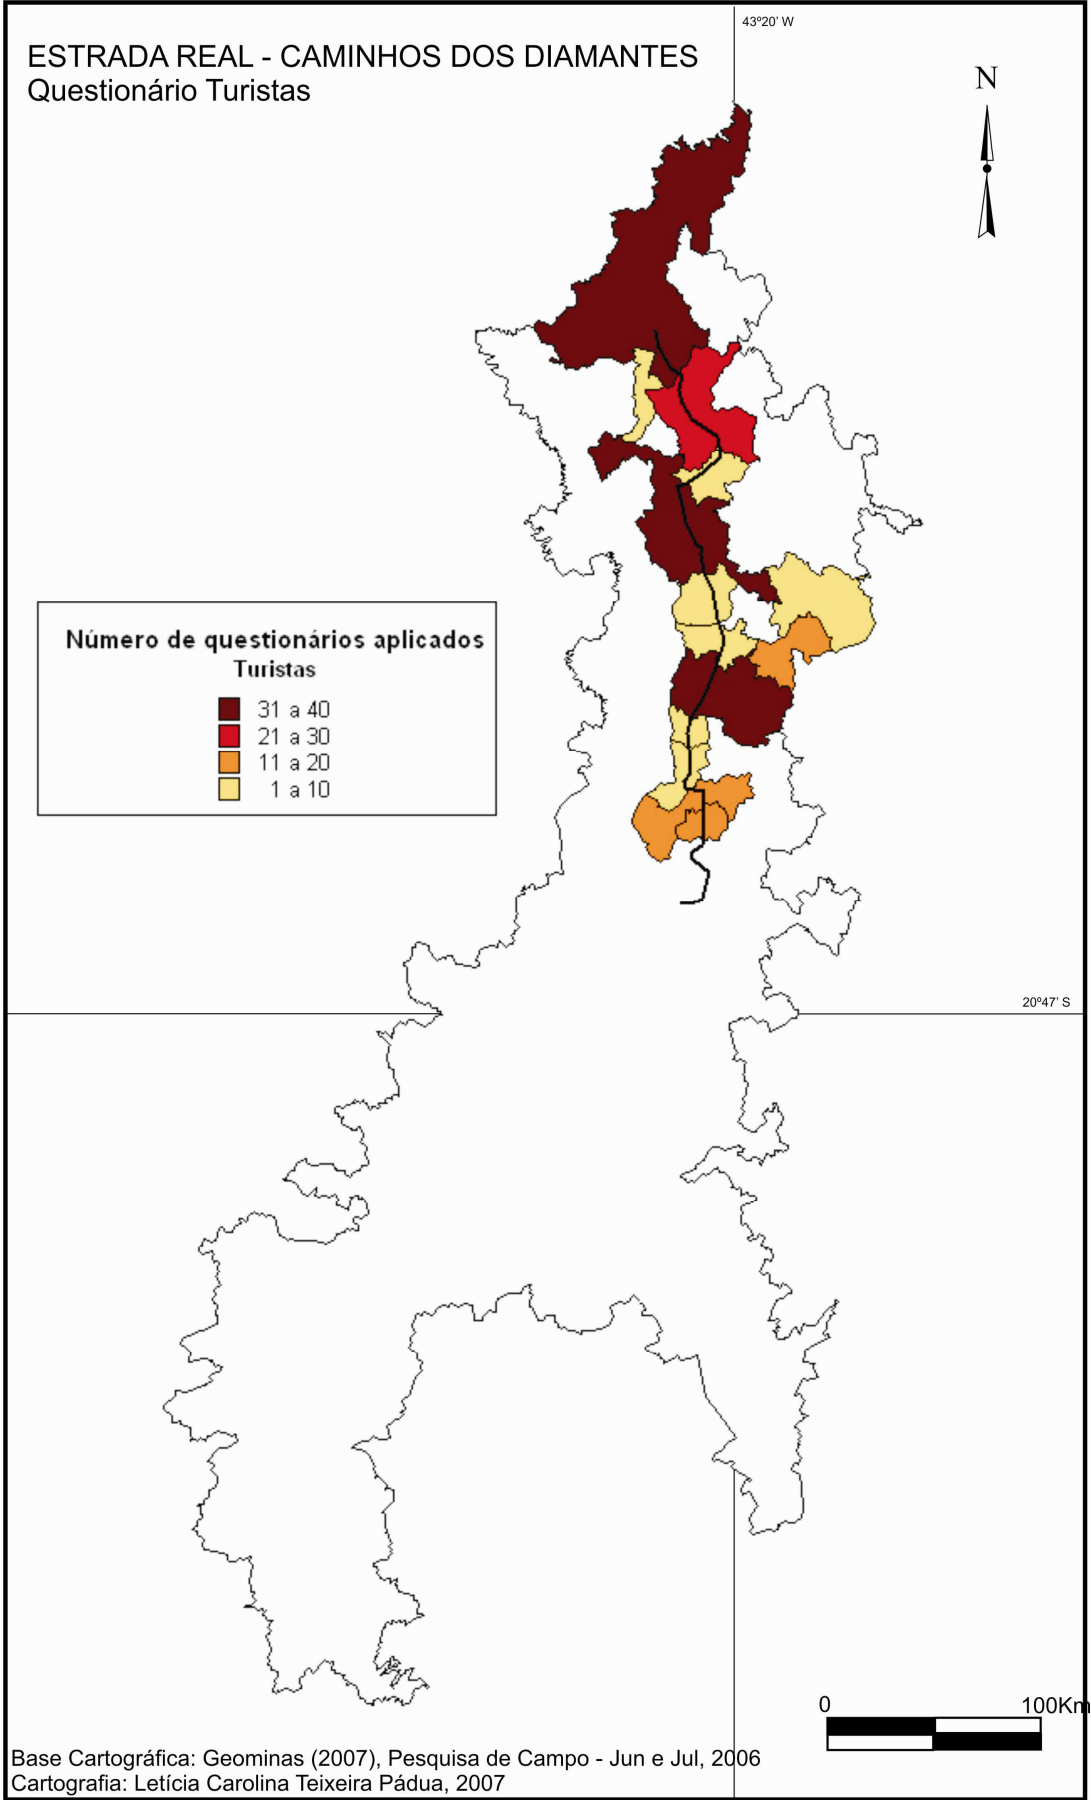 43º20' W
ESTRADA REAL - CAMINHOS DOS DIAMANTES
Questionário Turistas
N
Número de questionários aplicados
Turistas
31 a 40
21 a 30
11 a 20
1 a 10
20º47' S
0 100Km
Base Cartográfica: Geominas (2007), Pesquisa de Campo - Jun e Jul, 2006
Cartografia: Letícia Carolina Teixeira Pádua, 2007